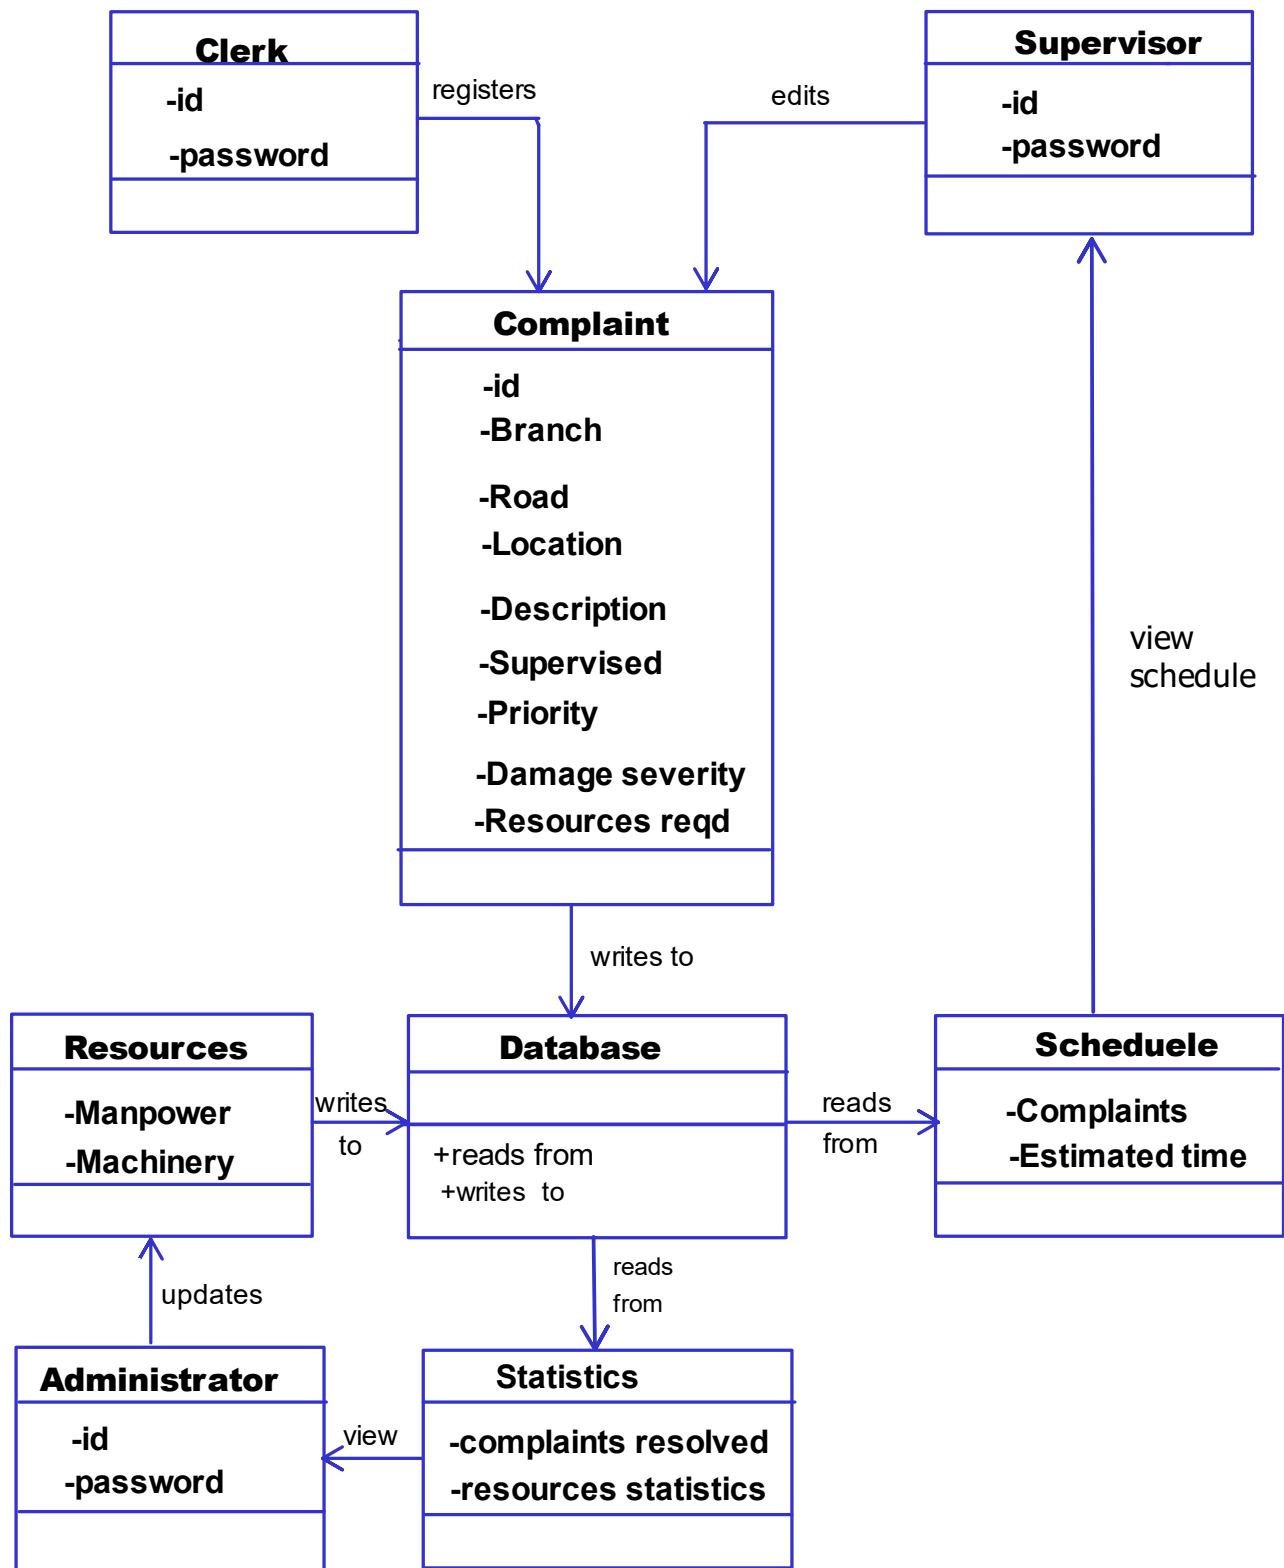 Clerk
-id
-password
registers
edits
Supervisor
-id
-password
Complaint
-id
-Branch
-Road
-Location
-Description
-Supervised
-Priority
-Damage severity
-Resources reqd
view
schedule
writes to
Resources
-Manpower
-Machinery
writes
to
Database
+reads from
+writes to
reads
from
Scheduele
-Complaints
-Estimated time
updates
reads
from
Administrator
-id
-password
view
Statistics
-complaints resolved
-resources statistics